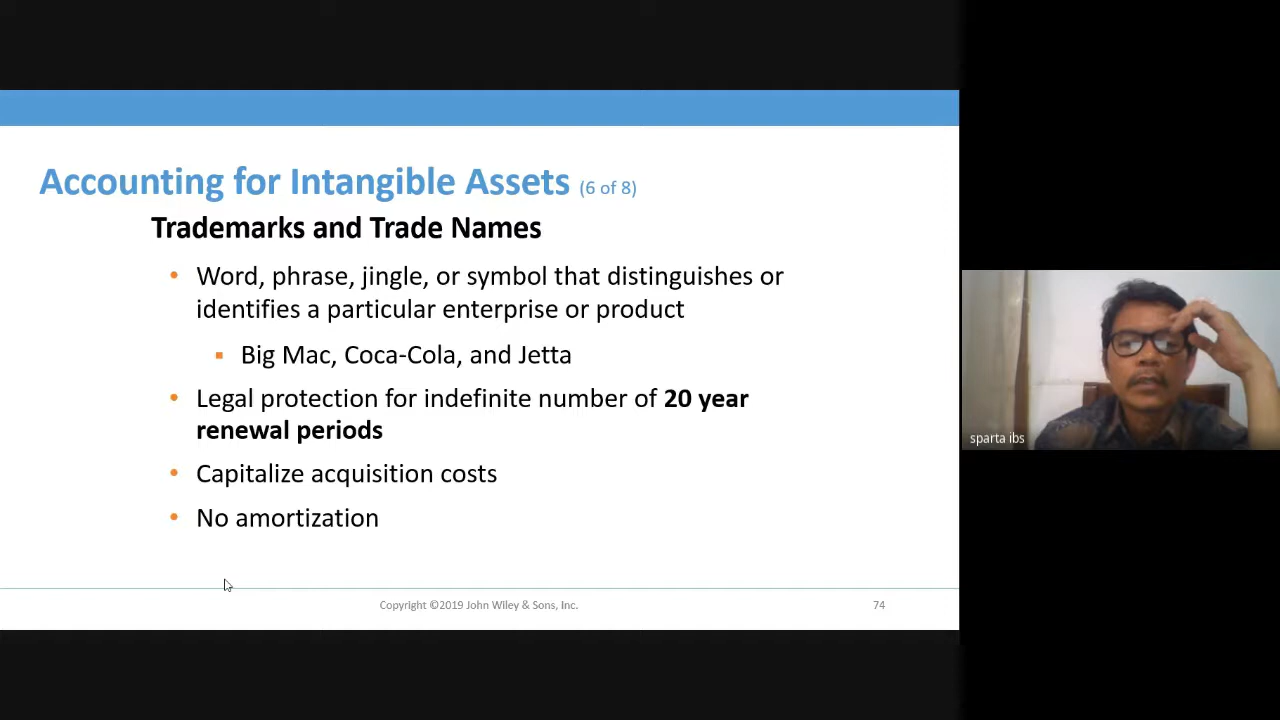 Accounting for Intangible Assets (6 of 8)
Trademarks and Trade Names
• Word, phrase, jingle, or symbol that distinguishes or
identifies a particular enterprise or product
▪ Big Mac, Coca-Cola, and Jetta
• Legal protection for indefinite number of 20 year
renewal periods
• Capitalize acquisition costs
• No amortization
Copyright ©2019 John Wiley & Sons, Inc.
74
sparta ibs